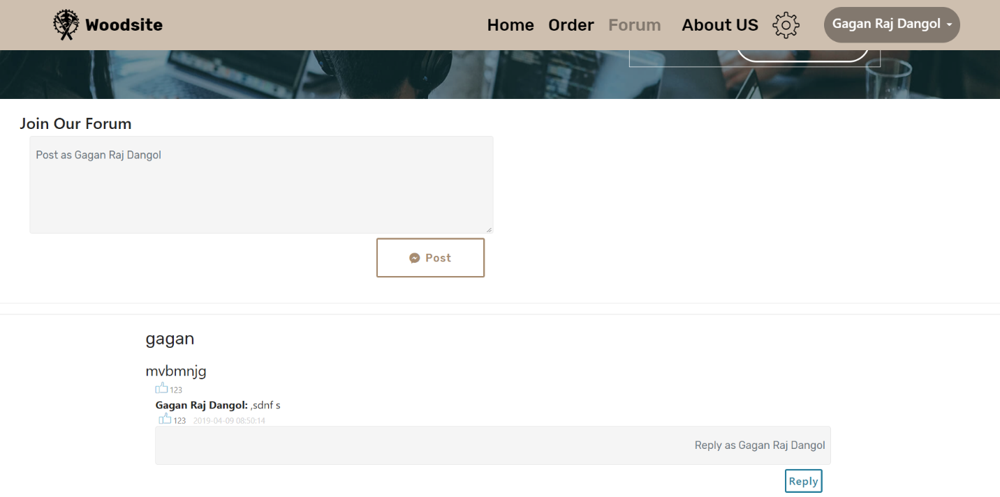 Woodsite
Home Order Forum About US
Gagan Raj Dangol
Join Our Forum
Post as Gagan Raj Dangol
Post
gagan
mvbmnjg
123
Gagan Raj Dangol: ,sdnf s
123 2019-04-09 08:50:14
Reply as Gagan Raj Dangol
Reply